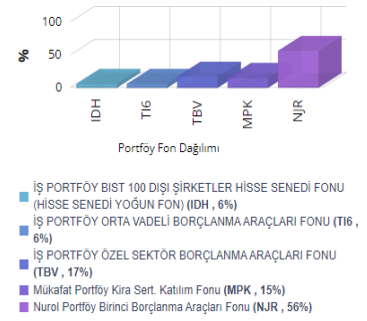 100
%
50
0
IDH
TI6
TBV
MPK
NJR
Portföy Fon Dağılımı
İŞ PORTFÖY BIST 100 DIŞI ŞİRKETLER HİSSE SENEDİ FONU
(HİSSE SENEDİ YOĞUN FON) (IDH , 6%)
İŞ PORTFÖY ORTA VADELİ BORÇLANMA ARAÇLARI FONU (TI6 ,
6%)
İŞ PORTFÖY ÖZEL SEKTÖR BORÇLANMA ARAÇLARI FONU
(TBV , 17%)
Mükafat Portföy Kira Sert. Katılım Fonu (MPK , 15%)
Nurol Portföy Birinci Borçlanma Araçları Fonu (NJR , 56%)